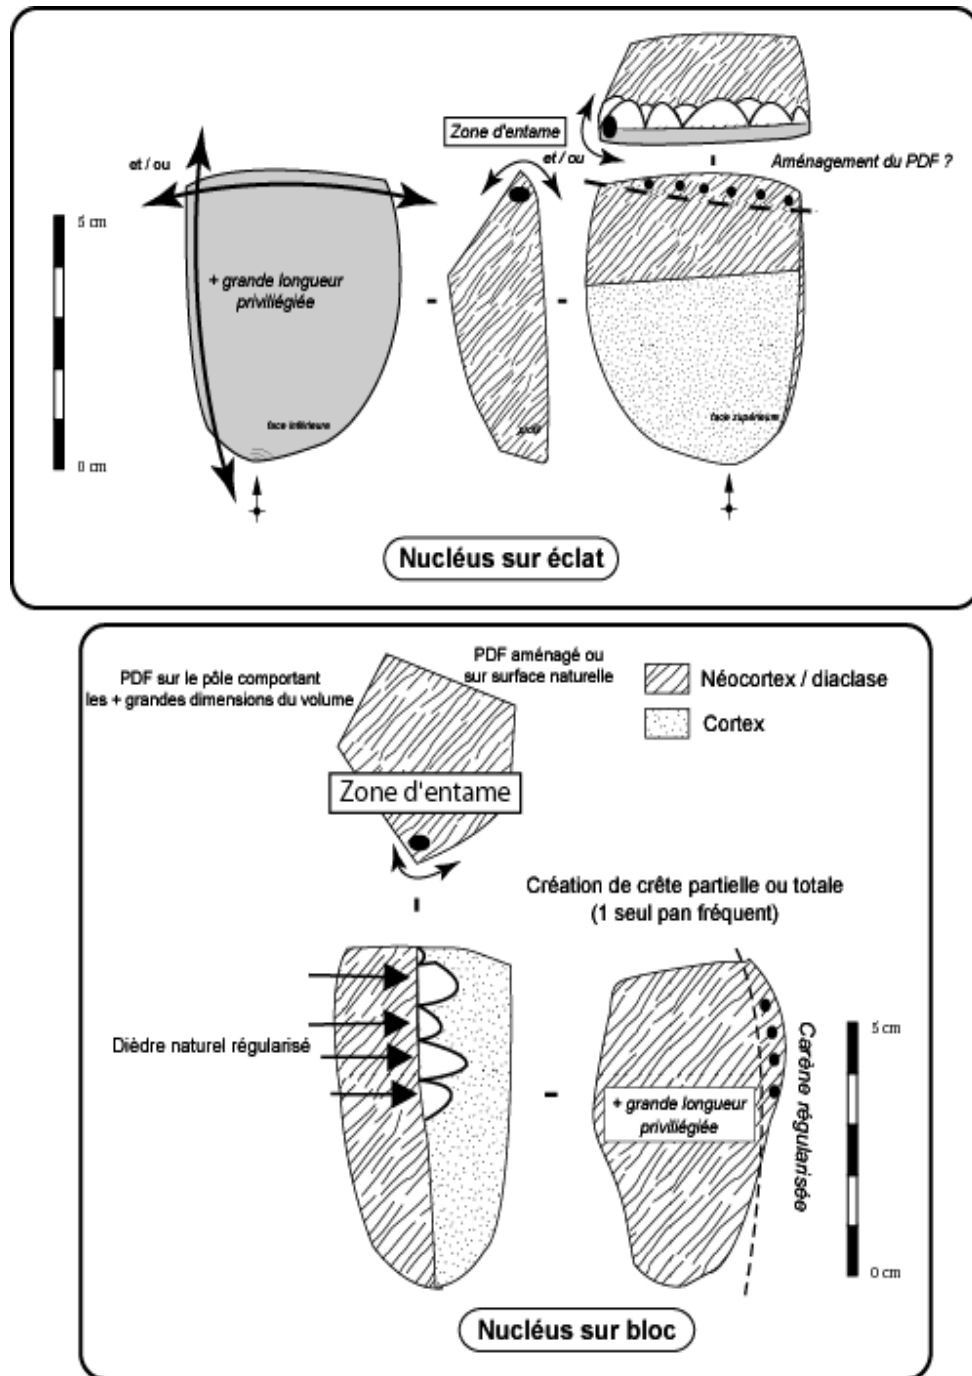 Zone d'entame
et / ou
et / ou
Aménagement du PDF ?
5 cm
+ grande longueur
priviliégiée
face inférieure
face supérieure
0 cm
Nucléus sur éclat
PDF sur le pôle comportant
les + grandes dimensions du volume
PDF aménagé ou
sur surface naturelle
Néocortex / diaclase
Cortex
Zone d'entame
Création de crête partielle ou totale
(1 seul pan fréquent)
Dièdre naturel régularisé
+ grande longueur
priviliégiée
Carène régularisée
5 cm
0 cm
Nucléus sur bloc